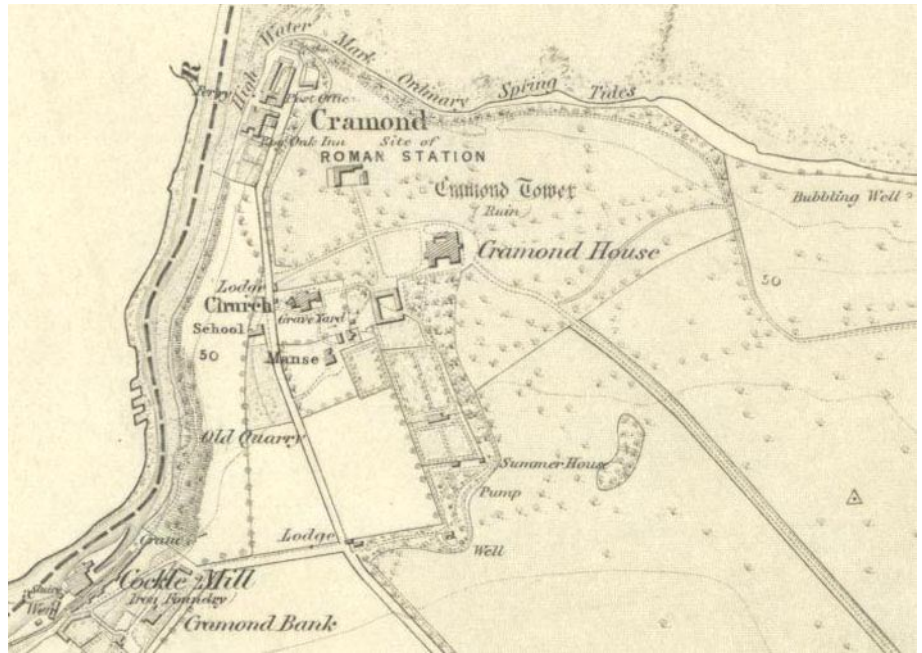 High Water Mark Ordinary Spring Tides
R
Ferry
Post Office
Cramond
Royal Oak Inn
Site of
ROMAN STATION
Cramond Tower
(Ruin)
Bubbling Well
Cramond House
50
Lodge
Church
Grave Yard
School
50
Manse
Old Quarry
Summer House
Pump
Crane
Lodge
Well
Cockle Mill
(Iron Foundry)
Sluice
Weir
Cramond Bank